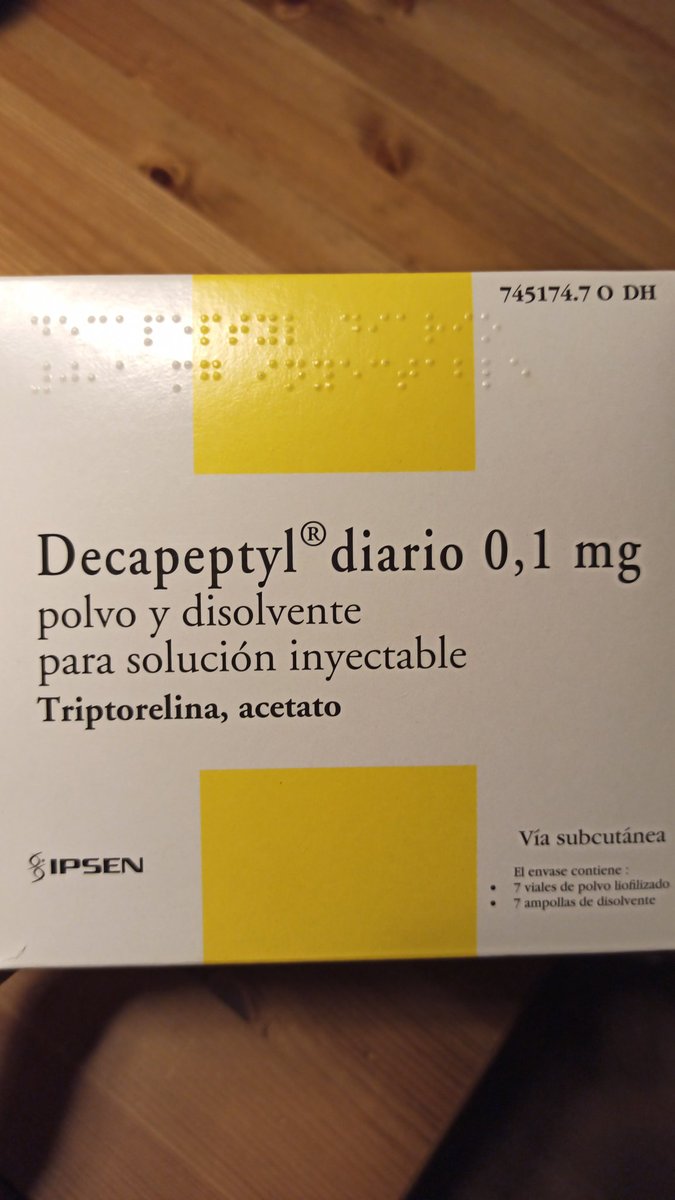 745174.7 O DH
Decapeptyl® diario 0,1 mg
polvo y disolvente
para solución inyectable
Triptorelina, acetato
IPSEN
Vía subcutánea
El envase contiene :
• 7 viales de polvo liofilizado
• 7 ampollas de disolvente